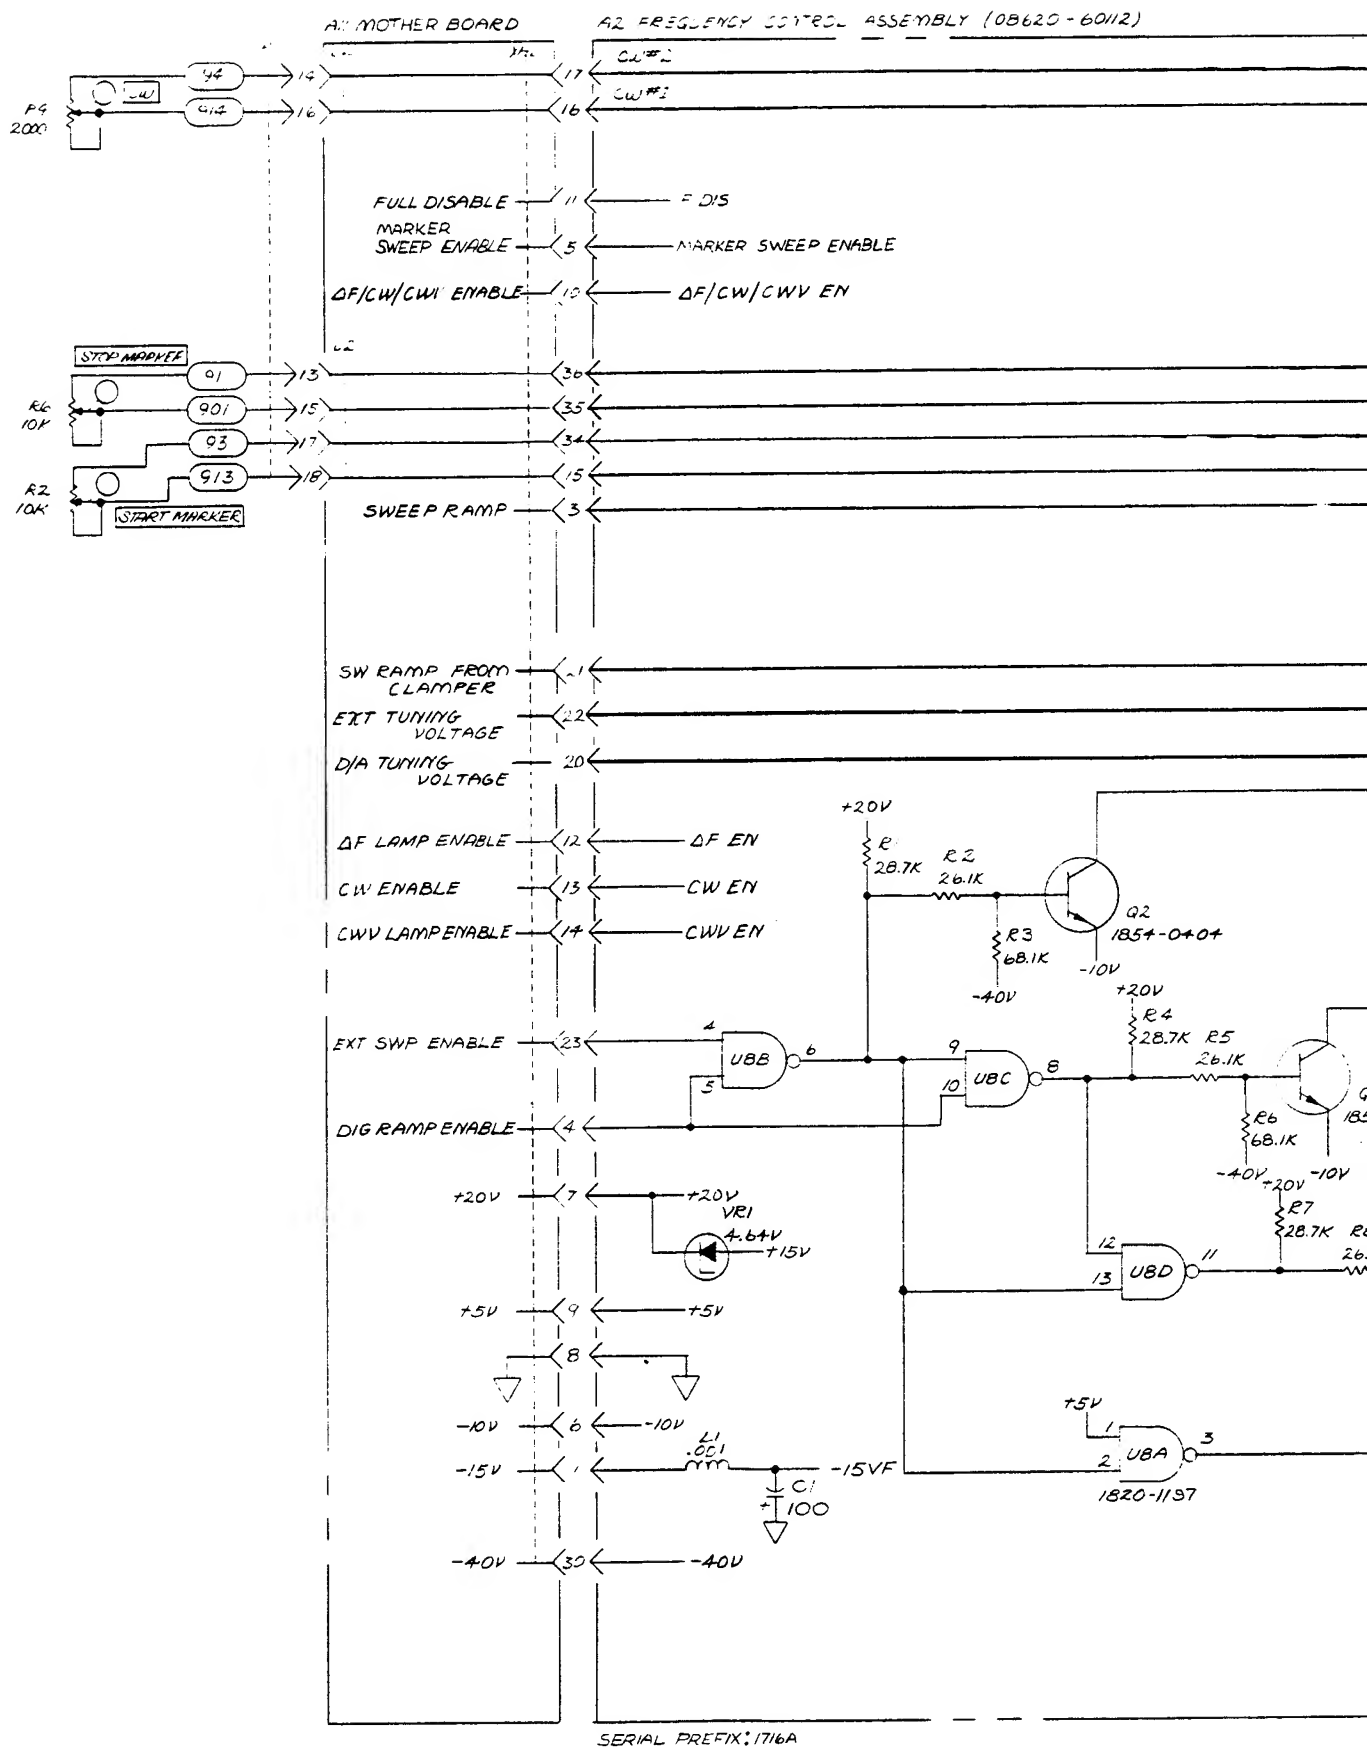 MOTHER BOARD
A2 FREQUENCY CONTROL ASSEMBLY (08620-60112)
94
14
17
CW
914
16
16
CW#1
2000
FULL DISABLE
11
F DIS
MARKER
SWEEP ENABLE
5
MARKER SWEEP ENABLE
ΔF/CW/CWV ENABLE
10
ΔF/CW/CWV EN
STOP MARKER
91
13
36
R6
10K
901
15
35
93
17
34
R2
10K
913
18
15
START MARKER
SWEEP RAMP
3
SW RAMP FROM
CLAMPER
EXT TUNING
VOLTAGE
22
D/A TUNING
VOLTAGE
20
+20V
ΔF LAMP ENABLE
12
ΔF EN
28.7K
R2
26.1K
CW ENABLE
13
CW EN
CWV LAMP ENABLE
14
CWV EN
R3
68.1K
-40V
Q2
1854-0404
-10V
+20V
R4
28.7K
R5
26.1K
EXT SWP ENABLE
23
4
5
U8B
6
9
10
U8C
8
DIG RAMP ENABLE
4
R6
68.1K
-40V
-10V
+20V
7
+20V
VR1
4.64V
+15V
+20V
R7
28.7K
12
13
U8D
11
+5V
9
+5V
8
-10V
6
-10V
+5V
1
2
U8A
3
1820-1197
-15V
1
L1
.001
-15VF
C1
100
+
-40V
30
-40V
SERIAL PREFIX: 1716A